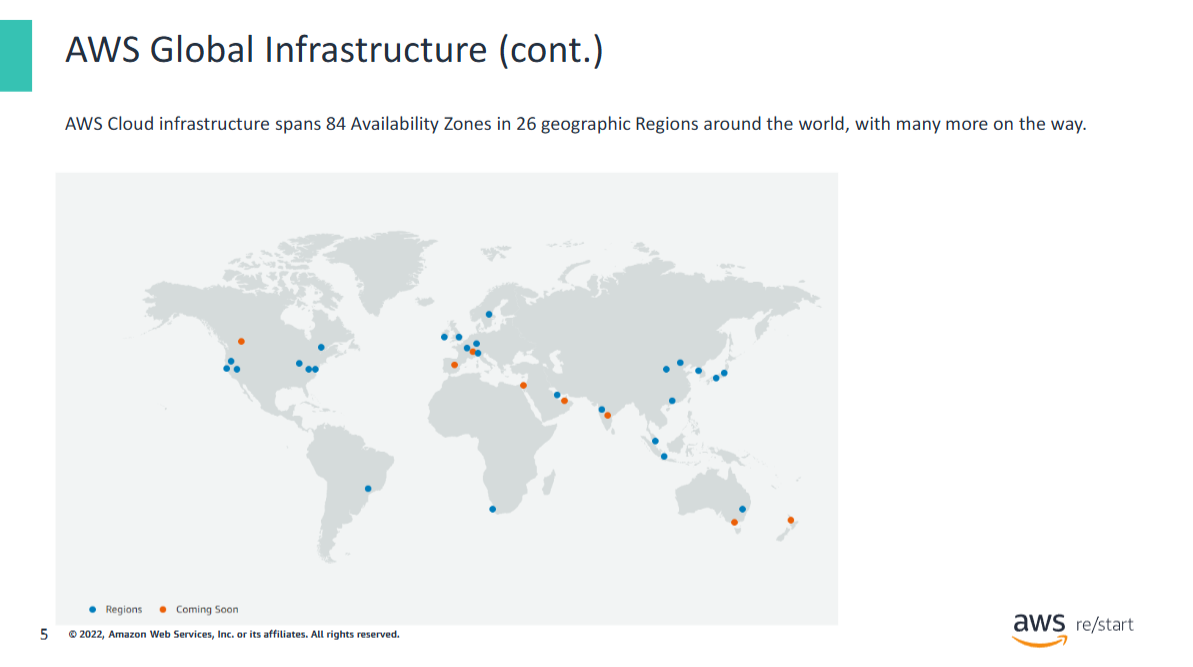 AWS Global Infrastructure (cont.)
AWS Cloud infrastructure spans 84 Availability Zones in 26 geographic Regions around the world, with many more on the way.
Regions Coming Soon
5 © 2022, Amazon Web Services, Inc. or its affiliates. All rights reserved.
aws re/start